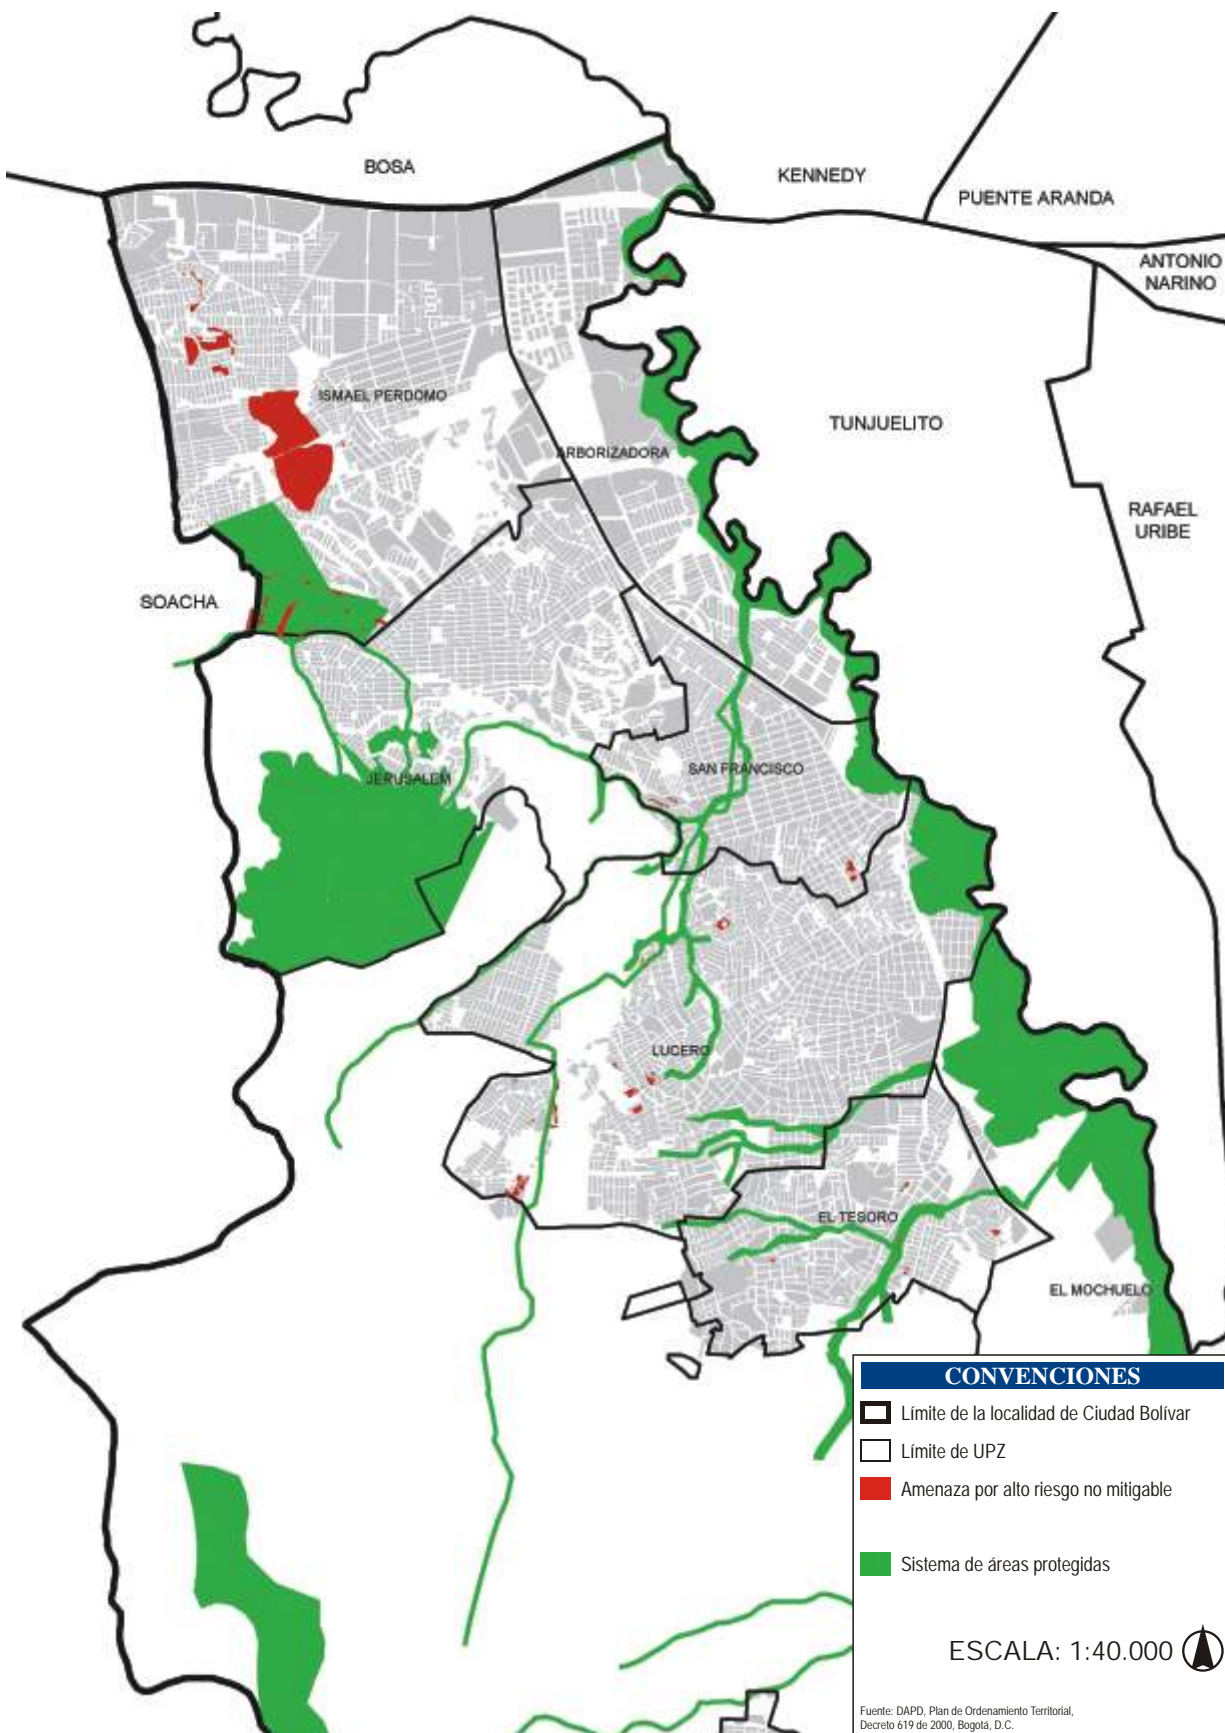 BOSA
KENNEDY
PUENTE ARANDA
ANTONIO
NARINO
ISMAEL PERDOMO
TUNJUELITO
ARBORIZADORA
RAFAEL
URIBE
SOACHA
SAN FRANCISCO
JERUSALEM
LUCERO
EL TESORO
EL MOCHUELO
CONVENCIONES
Límite de la localidad de Ciudad Bolívar
Límite de UPZ
Amenaza por alto riesgo no mitigable
Sistema de áreas protegidas
ESCALA: 1:40.000
Fuente: DAPD, Plan de Ordenamiento Territorial,
Decreto 619 de 2000, Bogotá, D.C.